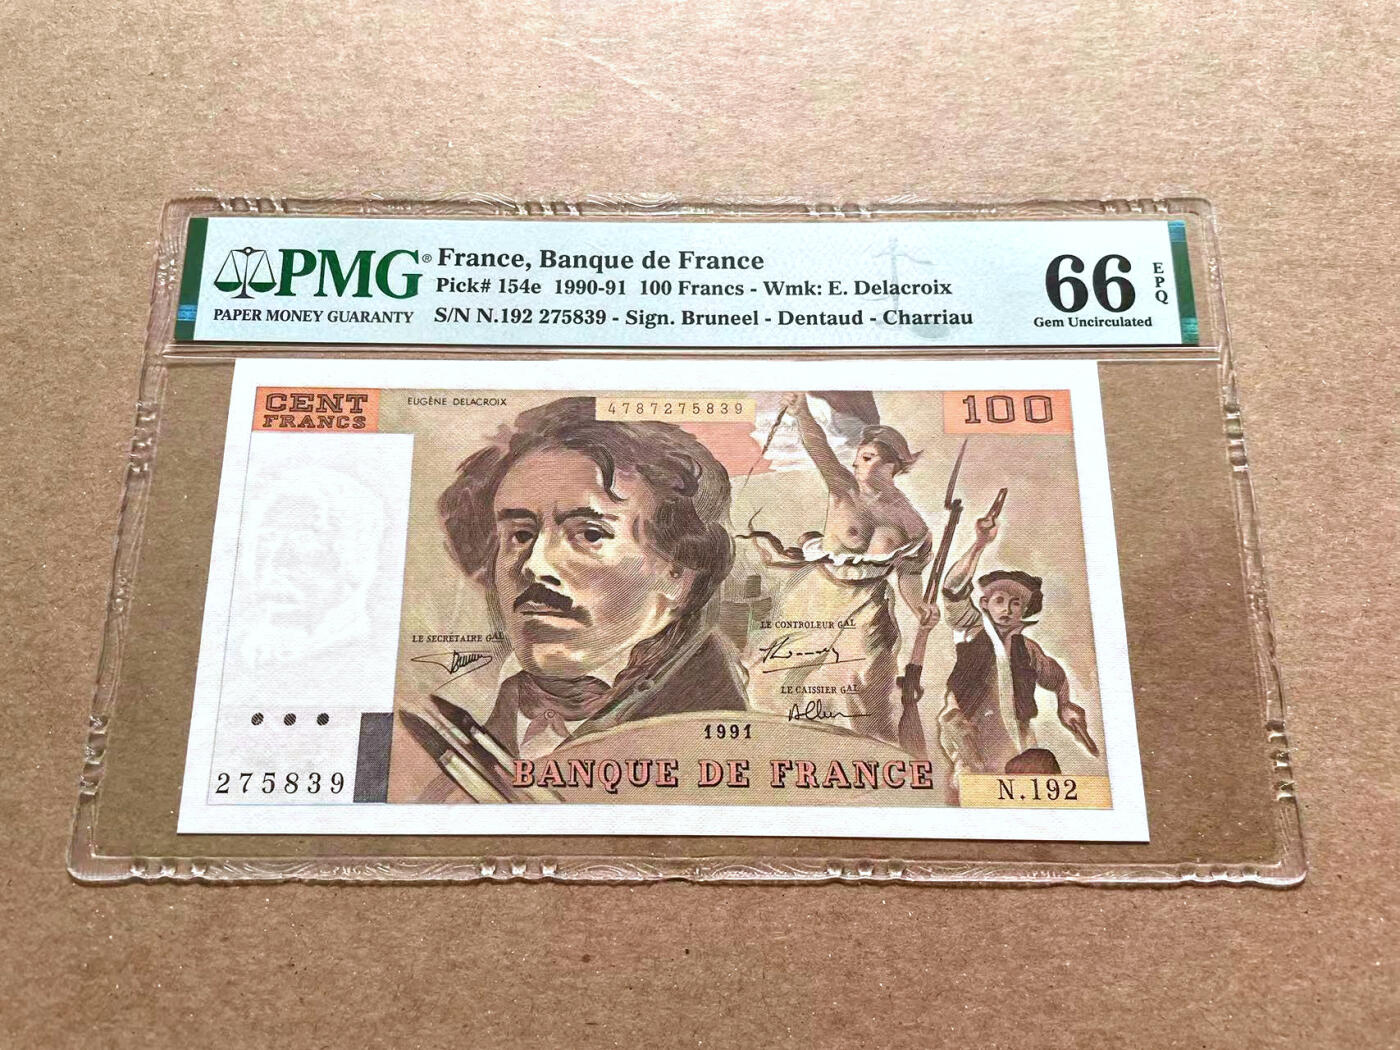 PMG®
PAPER MONEY GUARANTY
France, Banque de France
Pick# 154e 1990-91 100 Francs - Wmk: E. Delacroix
S/N N.192 275839 - Sign. Bruneel - Dentaud - Charriau
66
EPQ
Gem Uncirculated
CENT
FRANCS
EUGÈNE DELACROIX
4787275839
100
LE SECRÉTAIRE GAL
LE CONTROLEUR GAL
LE CAISSIER GAL
1991
BANQUE DE FRANCE
275839
N.192